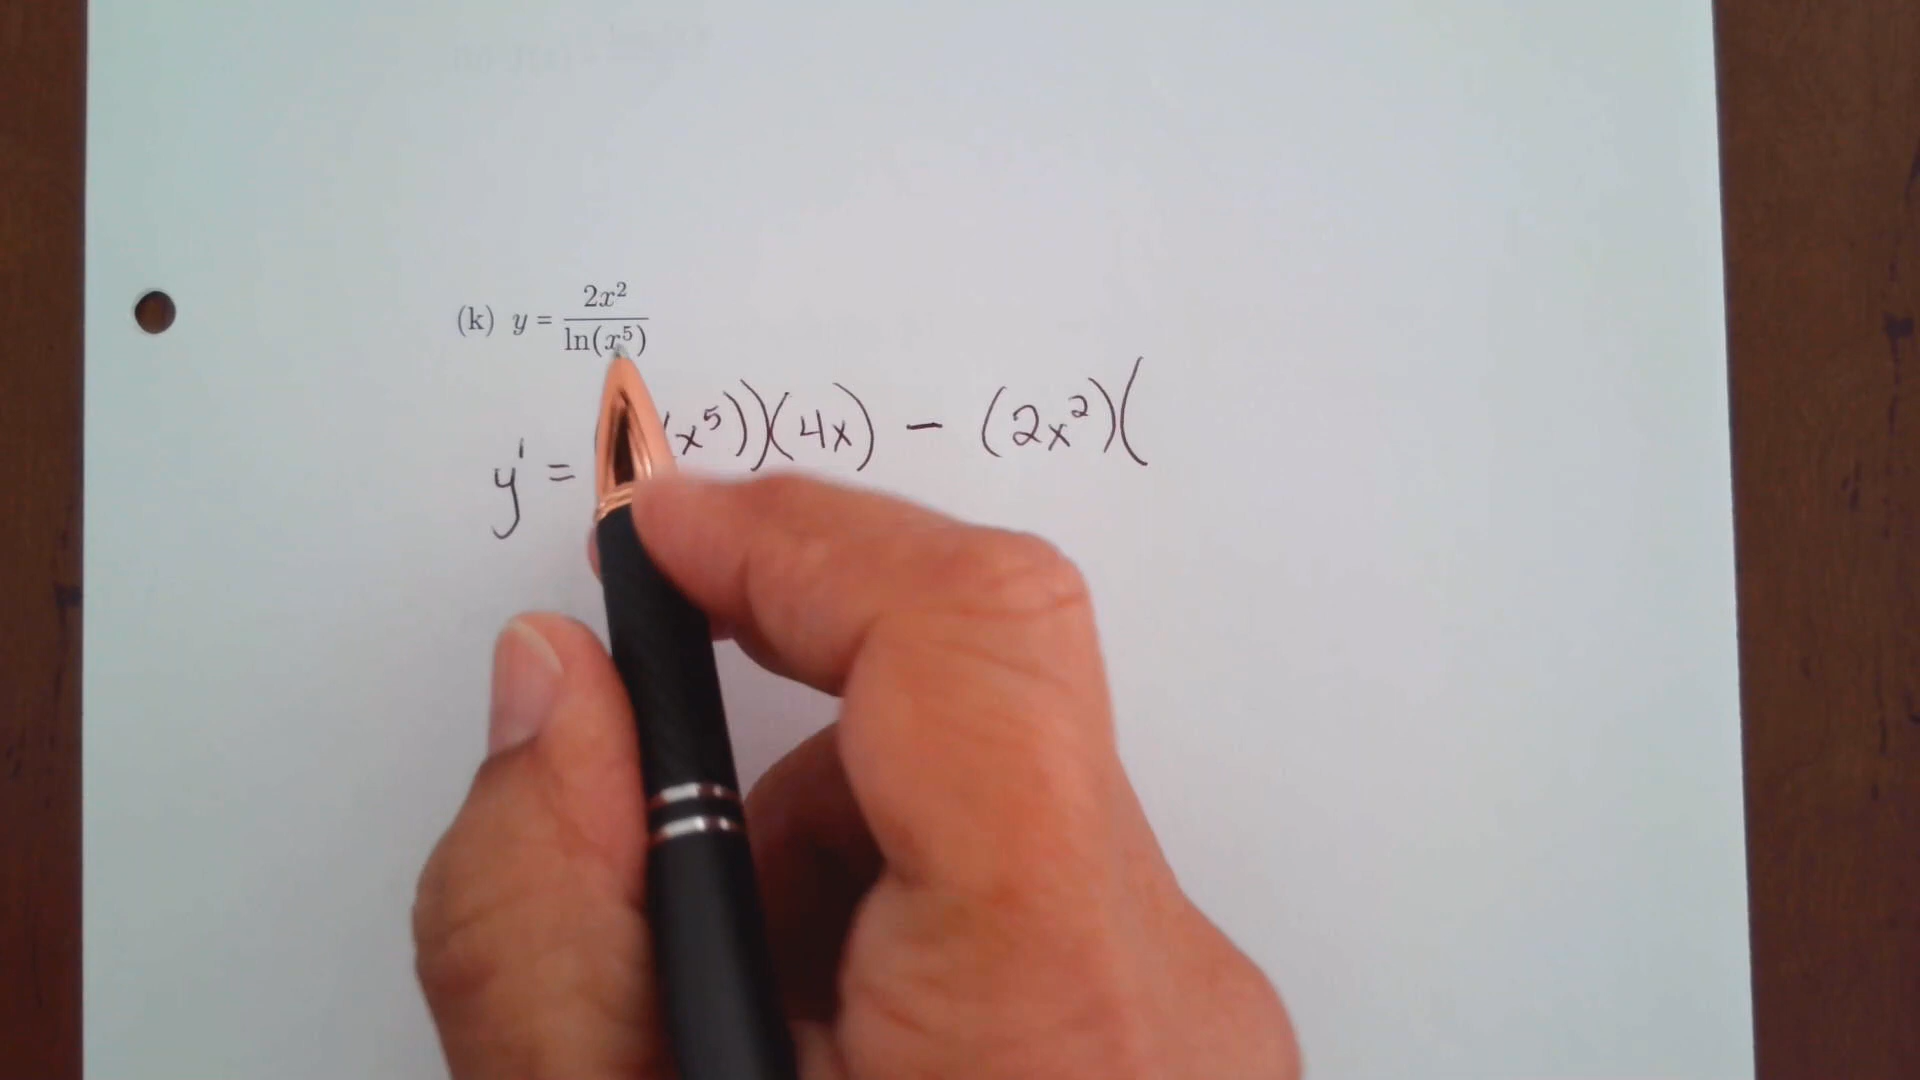 (k) y = 2x²/ln(x⁵)
y' = (x⁵))(4x) − (2x²)(